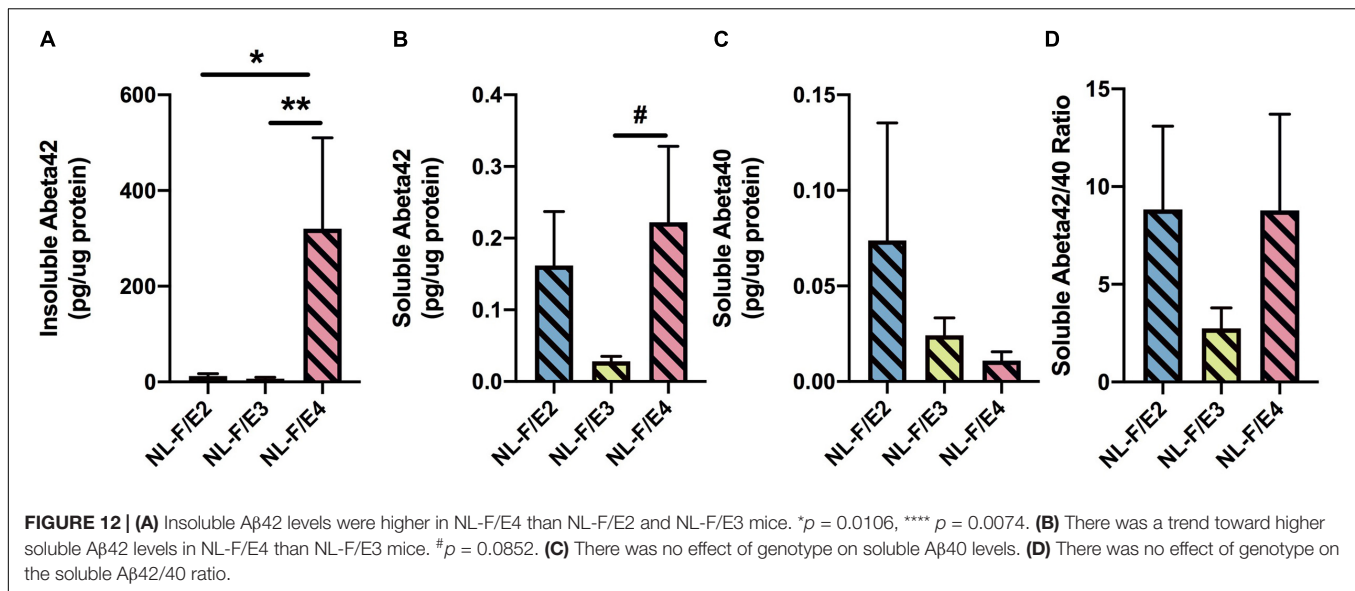 A
B
C
D
*
**
#
Insoluble Abeta42
(pg/ug protein)
600
400
200
0
NL-F/E2
NL-F/E3
NL-F/E4
Soluble Abeta42
(pg/ug protein)
0.4
0.3
0.2
0.1
0.0
NL-F/E2
NL-F/E3
NL-F/E4
Soluble Abeta40
(pg/ug protein)
0.15
0.10
0.05
0.00
NL-F/E2
NL-F/E3
NL-F/E4
Soluble Abeta42/40 Ratio
15
10
5
0
NL-F/E2
NL-F/E3
NL-F/E4
FIGURE 12 | (A) Insoluble Aβ42 levels were higher in NL-F/E4 than NL-F/E2 and NL-F/E3 mice. *p = 0.0106, **** p = 0.0074. (B) There was a trend toward higher
soluble Aβ42 levels in NL-F/E4 than NL-F/E3 mice. #p = 0.0852. (C) There was no effect of genotype on soluble Aβ40 levels. (D) There was no effect of genotype on
the soluble Aβ42/40 ratio.